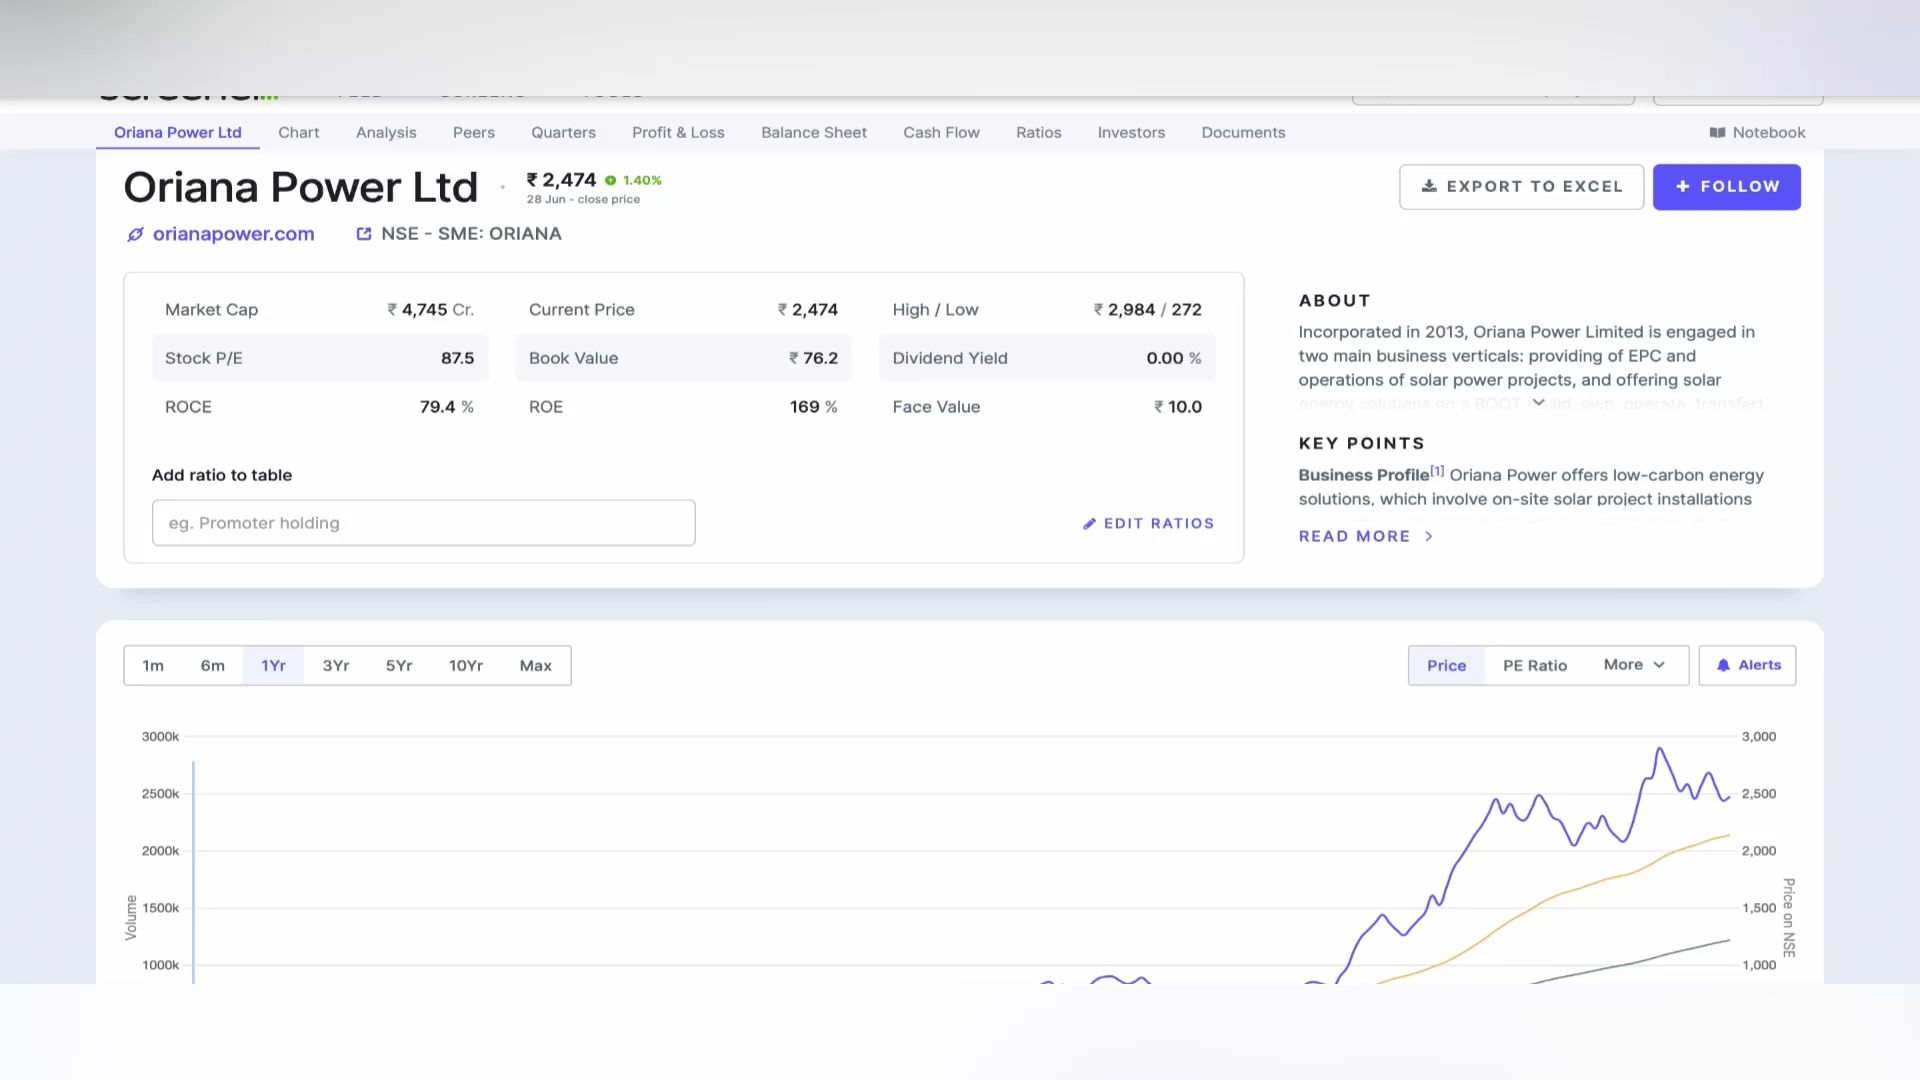 Oriana Power Ltd Chart Analysis Peers Quarters Profit & Loss Balance Sheet Cash Flow Ratios Investors Documents Notebook
Oriana Power Ltd ₹ 2,474 1.40%
28 Jun - close price
EXPORT TO EXCEL + FOLLOW
orianapower.com NSE - SME: ORIANA
Market Cap ₹ 4,745 Cr. Current Price ₹ 2,474 High / Low ₹ 2,984 / 272
Stock P/E 87.5 Book Value ₹ 76.2 Dividend Yield 0.00 %
ROCE 79.4 % ROE 169 % Face Value ₹ 10.0
Add ratio to table
eg. Promoter holding
EDIT RATIOS
ABOUT
Incorporated in 2013, Oriana Power Limited is engaged in
two main business verticals: providing of EPC and
operations of solar power projects, and offering solar
energy solutions on a BOOT (build, own, operate, transfer)
KEY POINTS
Business Profile[1] Oriana Power offers low-carbon energy
solutions, which involve on-site solar project installations
READ MORE
1m 6m 1Yr 3Yr 5Yr 10Yr Max
Price PE Ratio More Alerts
3000k 3,000
2500k 2,500
2000k 2,000
1500k 1,500
1000k 1,000
Volume
Price on NSE